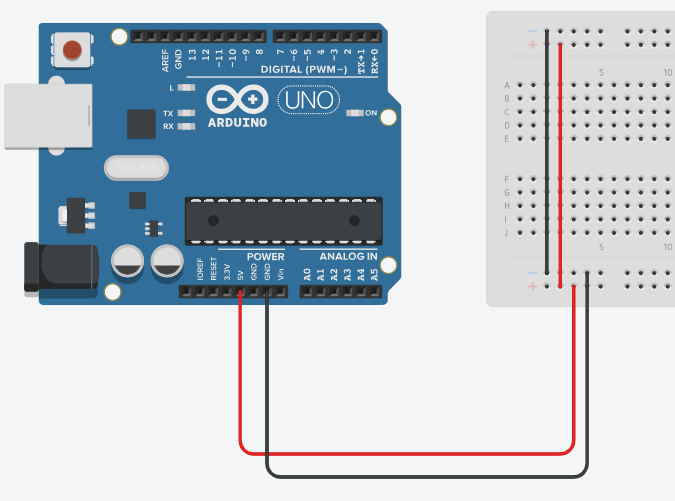 AREF
GND
13
12
~11
~10
~9
8
7
~6
~5
4
~3
2
TX→1
RX←0
DIGITAL (PWM~)
L
TX
RX
UNO
ARDUINO
ON
POWER
ANALOG IN
IOREF
RESET
3.3V
5V
GND
GND
Vin
A0
A1
A2
A3
A4
A5
−
+
5 10
A
B
C
D
E
F
G
H
I
J
5 10
−
+